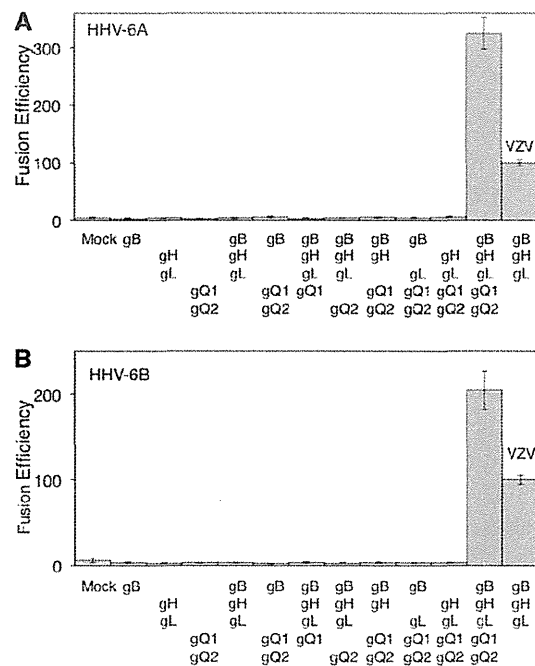 A
HHV-6A
Fusion Efficiency
300
200
100
0
VZV
Mock gB gB gB gB gB gB gB gB gB
gH gH gH gH gH gH gH gH
gL gL gL gL gL gL gL gL
gQ1 gQ1 gQ1 gQ1 gQ1 gQ1 gQ1
gQ2 gQ2 gQ2 gQ2 gQ2 gQ2 gQ2
B
HHV-6B
Fusion Efficiency
200
100
0
VZV
Mock gB gB gB gB gB gB gB gB gB
gH gH gH gH gH gH gH gH
gL gL gL gL gL gL gL gL
gQ1 gQ1 gQ1 gQ1 gQ1 gQ1 gQ1
gQ2 gQ2 gQ2 gQ2 gQ2 gQ2 gQ2